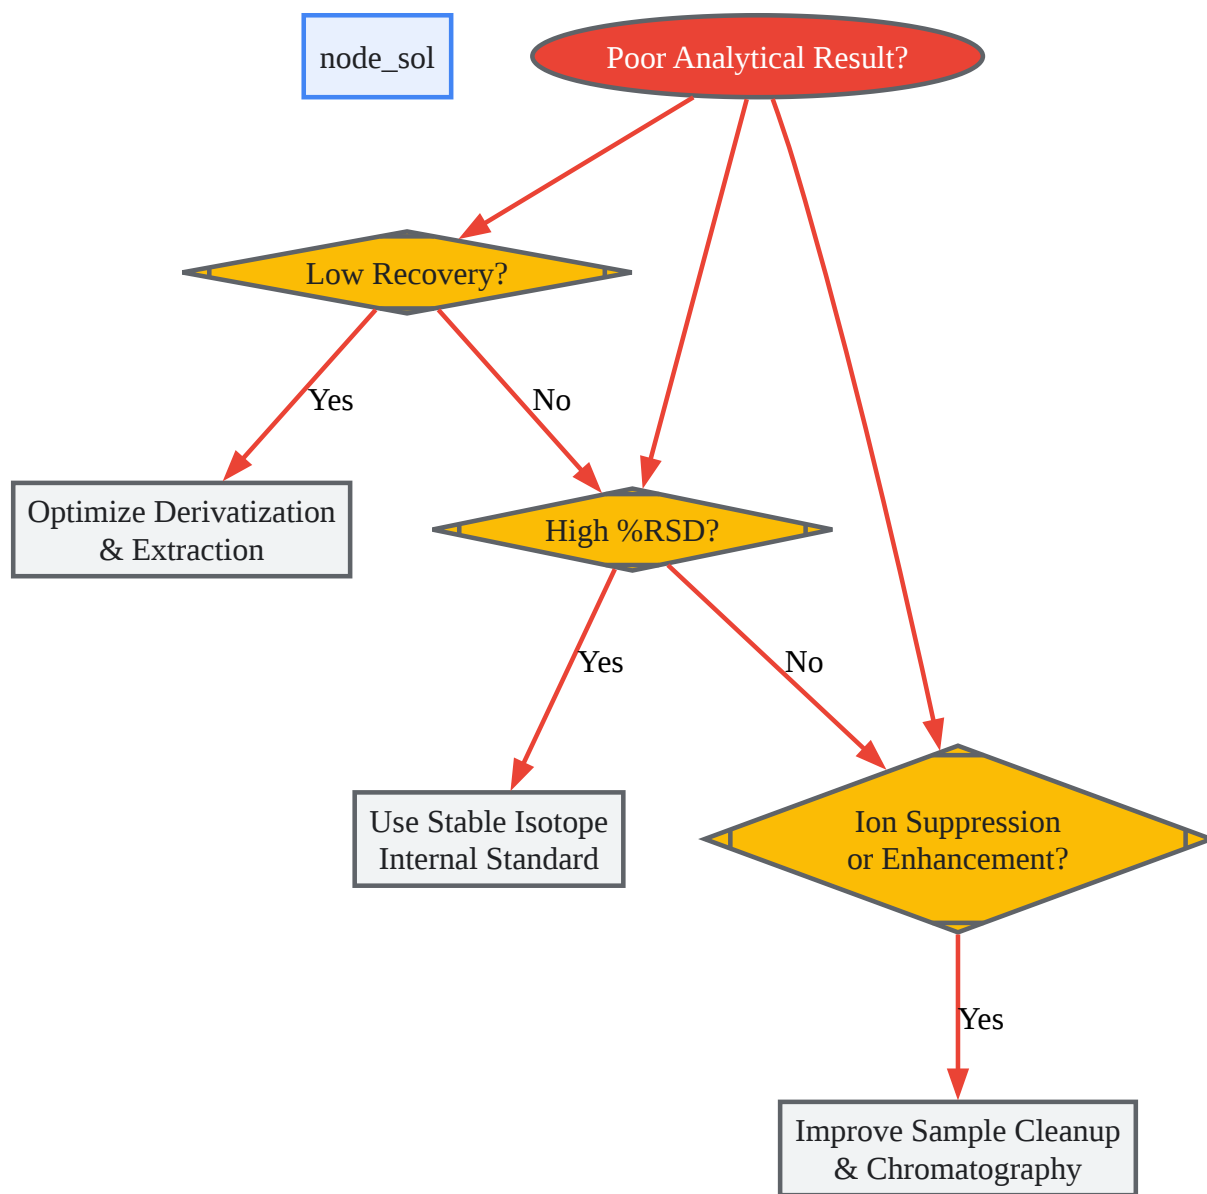 node_sol
Poor Analytical Result?
Low Recovery?
Yes
No
Optimize Derivatization
& Extraction
High %RSD?
Yes
No
Use Stable Isotope
Internal Standard
Ion Suppression
or Enhancement?
Yes
Improve Sample Cleanup
& Chromatography